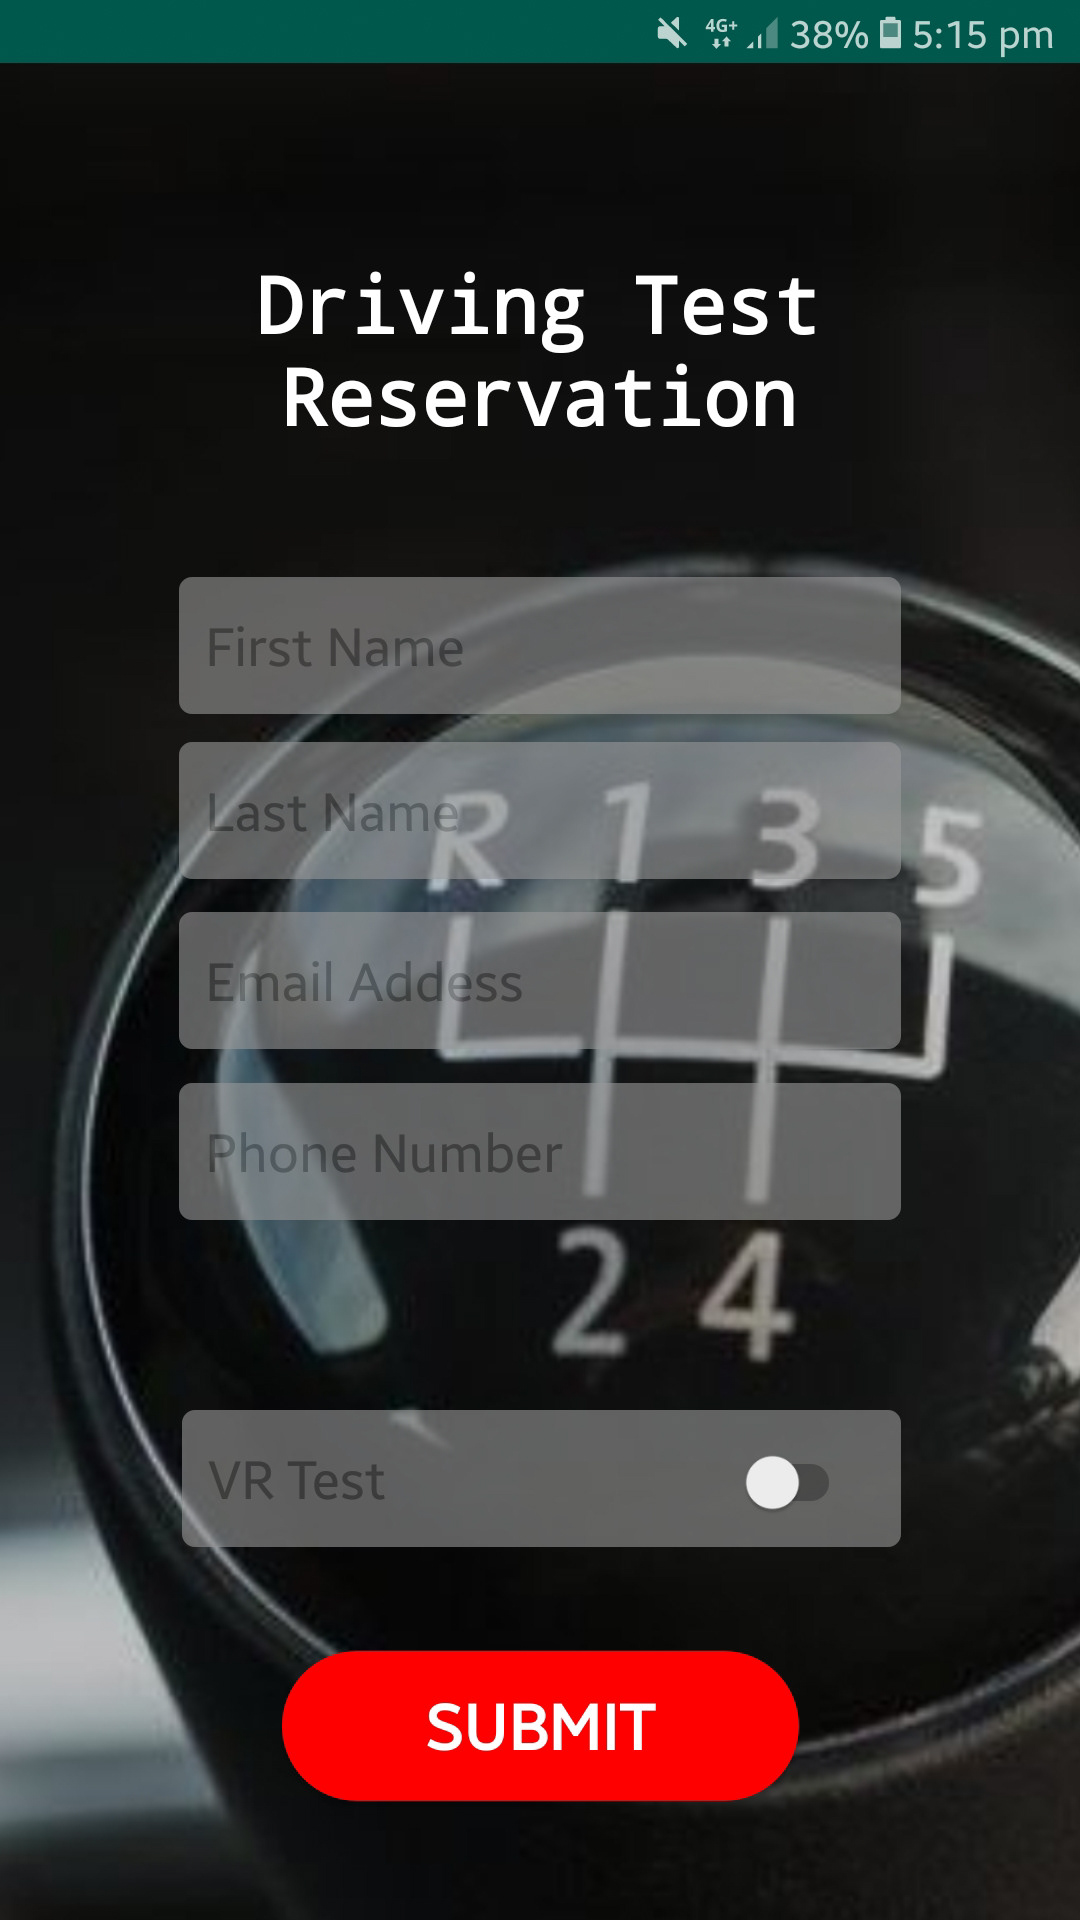 4G+ 38% 5:15 pm
Driving Test
Reservation
First Name
Last Name
R 1 3 5
Email Addess
Phone Number
2 4
VR Test
SUBMIT